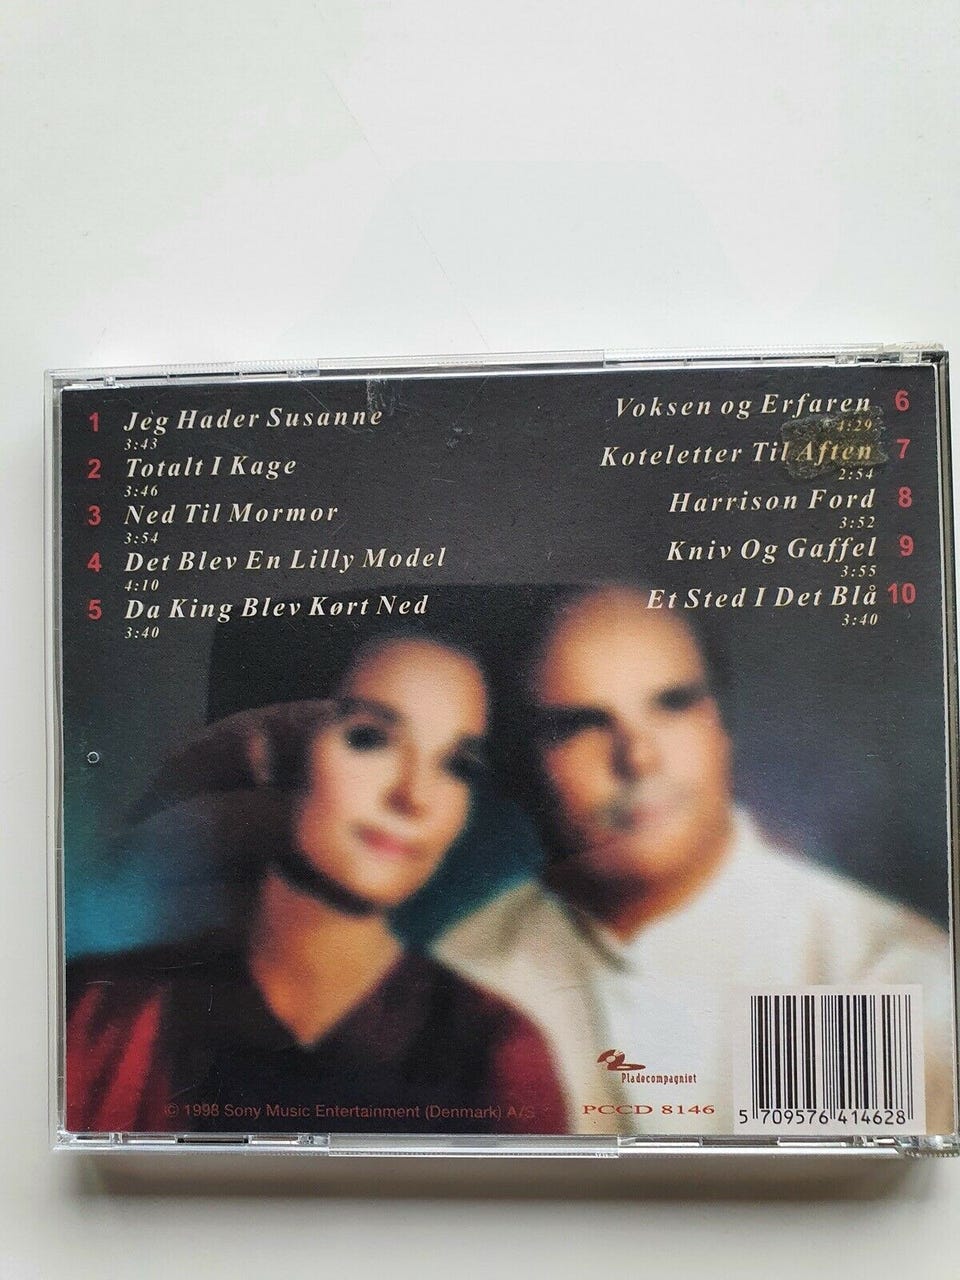 1 Jeg Hader Susanne
3:43
2 Totalt I Kage
3:46
3 Ned Til Mormor
3:54
4 Det Blev En Lilly Model
4:10
5 Da King Blev Kørt Ned
3:40
Voksen og Erfaren 6
4:29
Koteletter Til Aften 7
2:54
Harrison Ford 8
3:52
Kniv Og Gaffel 9
3:55
Et Sted I Det Blå 10
3:40
Pladecompagniet
© 1998 Sony Music Entertainment (Denmark) A/S
PCCD 8146
5 709576 414628